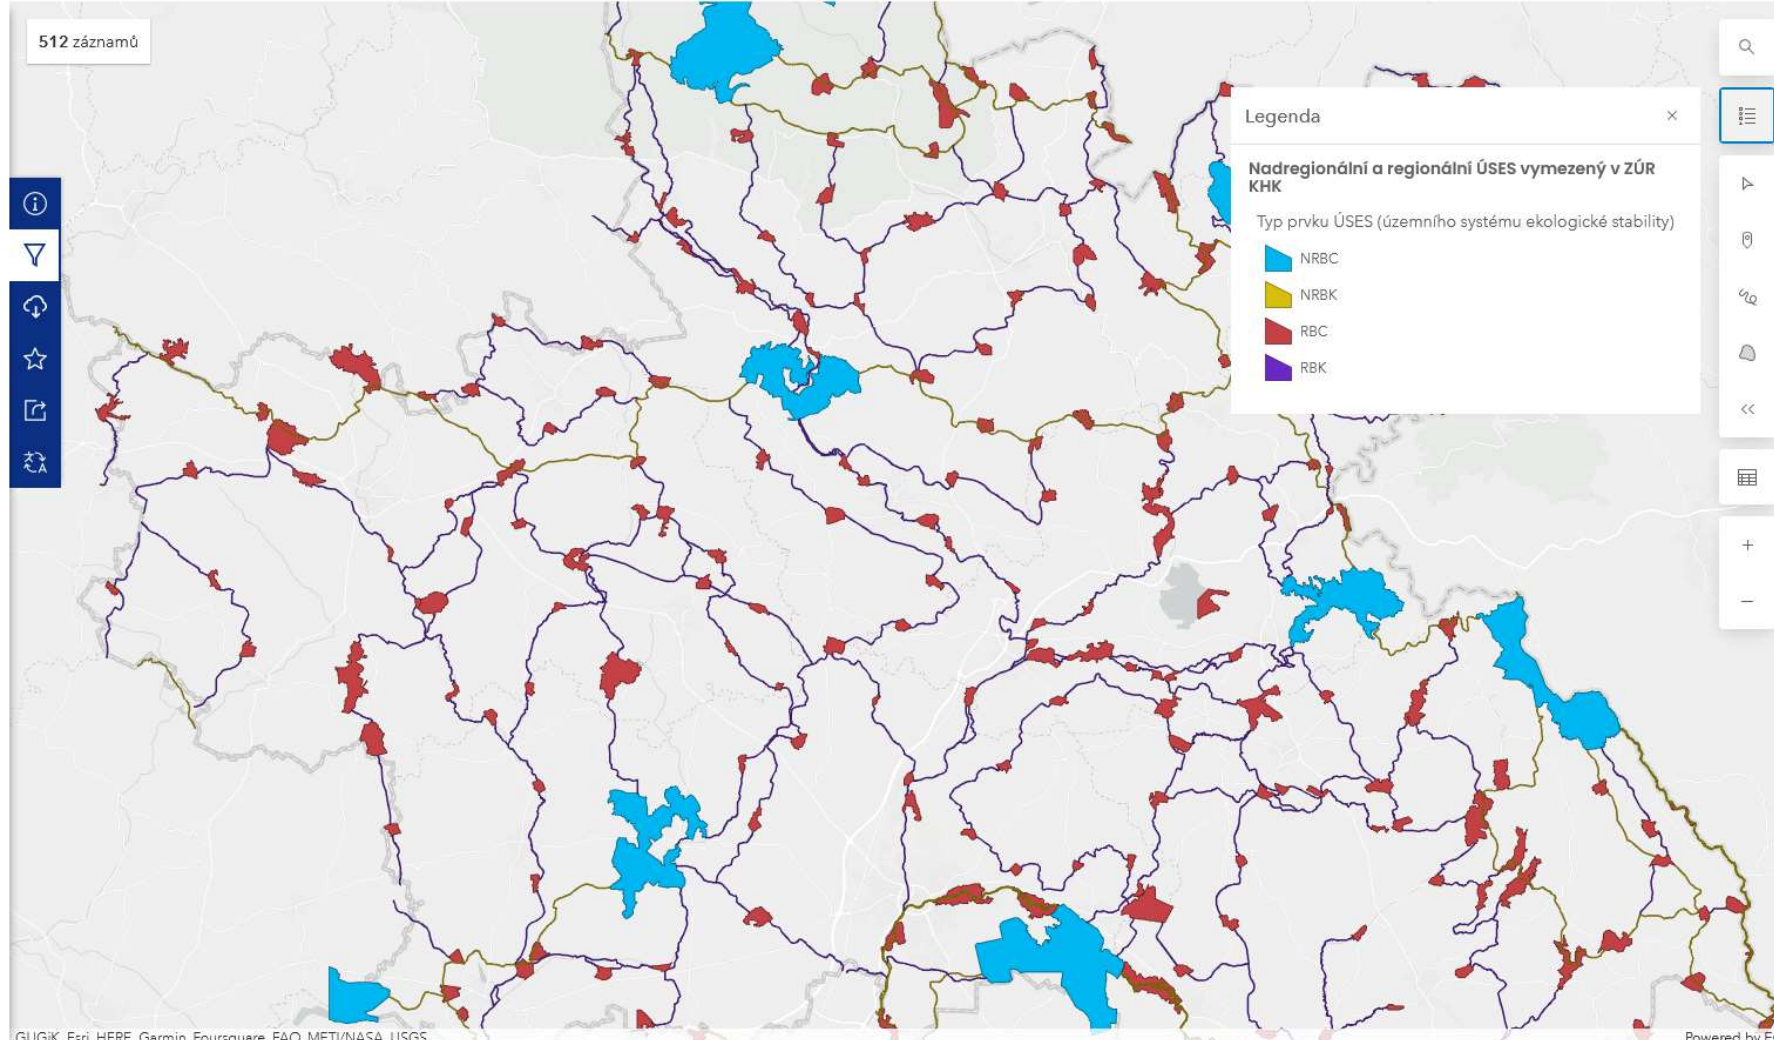 512 záznamů
Legenda
Nadregionální a regionální ÚSES vymezený v ZÚR
KHK
Typ prvku ÚSES (územního systému ekologické stability)
NRBC
NRBK
RBC
RBK
GUGiK, Esri, HERE, Garmin, Foursquare, FAO, METI/NASA, USGS
Powered by